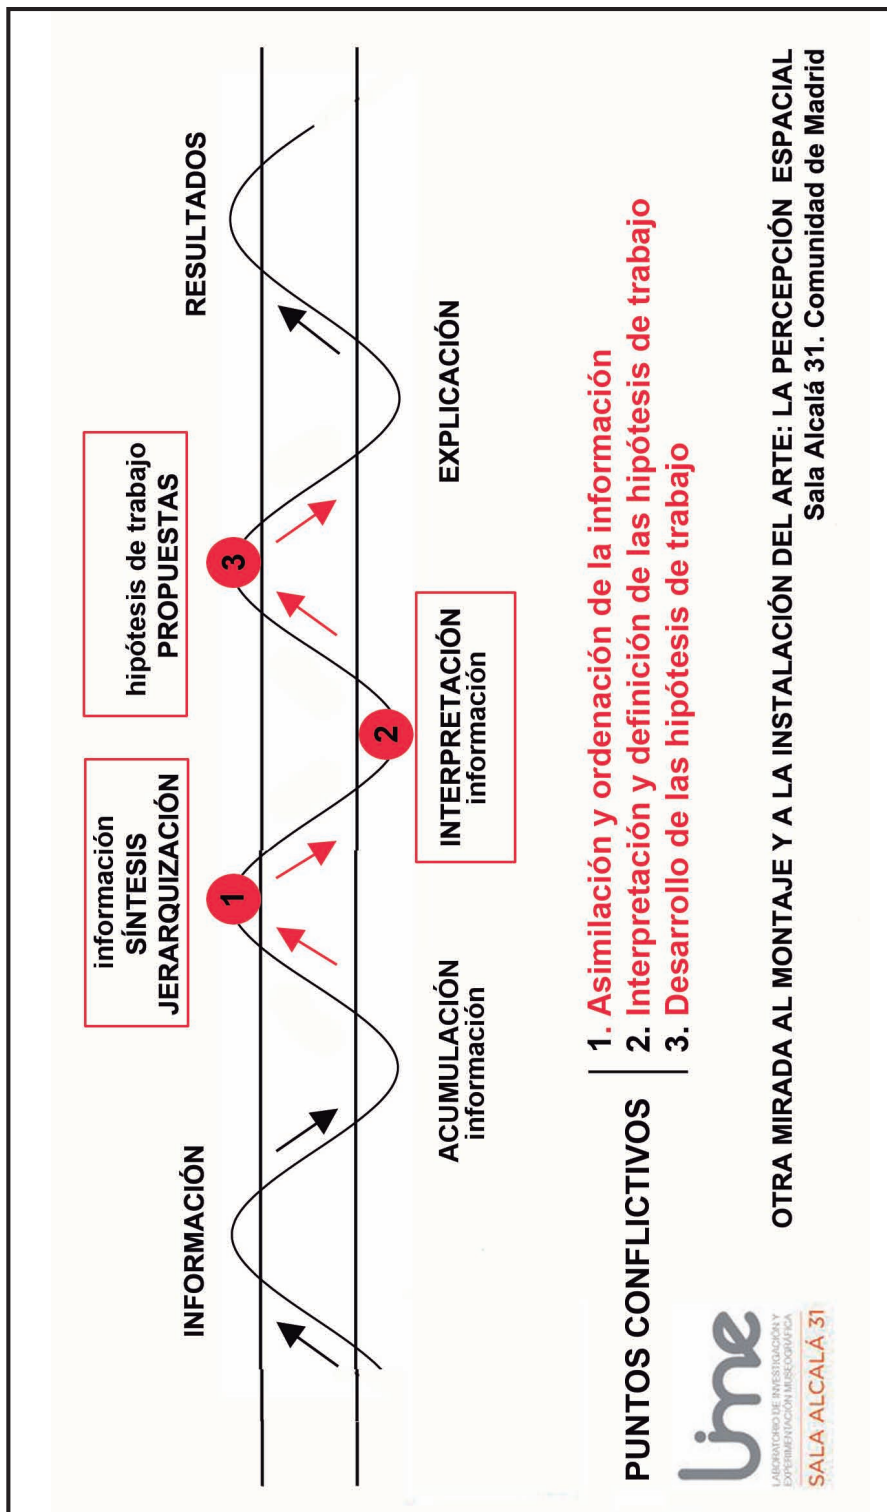 INFORMACIÓN
ACUMULACIÓN
información
información
SÍNTESIS
JERARQUIZACIÓN
1
INTERPRETACIÓN
información
2
hipótesis de trabajo
PROPUESTAS
3
EXPLICACIÓN
RESULTADOS
PUNTOS CONFLICTIVOS
1. Asimilación y ordenación de la información
2. Interpretación y definición de las hipótesis de trabajo
3. Desarrollo de las hipótesis de trabajo
lime
LABORATORIO DE INVESTIGACIÓN Y
EXPERIMENTACIÓN MUSEOGRÁFICA
SALA ALCALÁ 31
OTRA MIRADA AL MONTAJE Y A LA INSTALACIÓN DEL ARTE: LA PERCEPCIÓN ESPACIAL
Sala Alcalá 31. Comunidad de Madrid